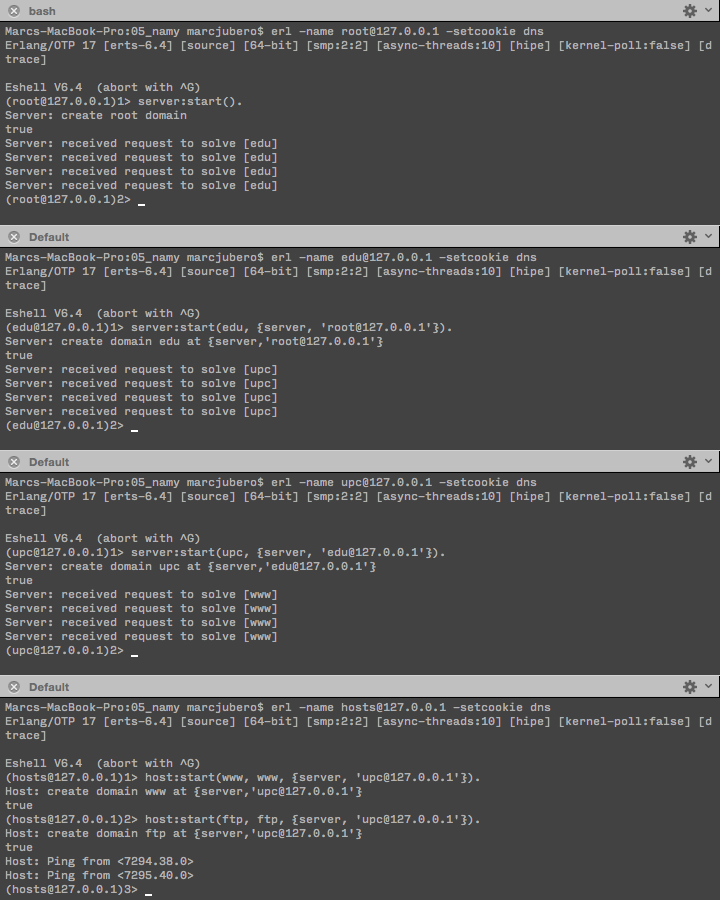 bash
Marcs-MacBook-Pro:05_namy marcjubero$ erl -name root@127.0.0.1 -setcookie dns
Erlang/OTP 17 [erts-6.4] [source] [64-bit] [smp:2:2] [async-threads:10] [hipe] [kernel-poll:false] [d
trace]
Eshell V6.4  (abort with ^G)
(root@127.0.0.1)1> server:start().
Server: create root domain
true
Server: received request to solve [edu]
Server: received request to solve [edu]
Server: received request to solve [edu]
Server: received request to solve [edu]
(root@127.0.0.1)2>
Default
Marcs-MacBook-Pro:05_namy marcjubero$ erl -name edu@127.0.0.1 -setcookie dns
Erlang/OTP 17 [erts-6.4] [source] [64-bit] [smp:2:2] [async-threads:10] [hipe] [kernel-poll:false] [d
trace]
Eshell V6.4  (abort with ^G)
(edu@127.0.0.1)1> server:start(edu, {server, 'root@127.0.0.1'}).
Server: create domain edu at {server,'root@127.0.0.1'}
true
Server: received request to solve [upc]
Server: received request to solve [upc]
Server: received request to solve [upc]
Server: received request to solve [upc]
(edu@127.0.0.1)2>
Default
Marcs-MacBook-Pro:05_namy marcjubero$ erl -name upc@127.0.0.1 -setcookie dns
Erlang/OTP 17 [erts-6.4] [source] [64-bit] [smp:2:2] [async-threads:10] [hipe] [kernel-poll:false] [d
trace]
Eshell V6.4  (abort with ^G)
(upc@127.0.0.1)1> server:start(upc, {server, 'edu@127.0.0.1'}).
Server: create domain upc at {server,'edu@127.0.0.1'}
true
Server: received request to solve [www]
Server: received request to solve [www]
Server: received request to solve [www]
Server: received request to solve [www]
(upc@127.0.0.1)2>
Default
Marcs-MacBook-Pro:05_namy marcjubero$ erl -name hosts@127.0.0.1 -setcookie dns
Erlang/OTP 17 [erts-6.4] [source] [64-bit] [smp:2:2] [async-threads:10] [hipe] [kernel-poll:false] [d
trace]
Eshell V6.4  (abort with ^G)
(hosts@127.0.0.1)1> host:start(www, www, {server, 'upc@127.0.0.1'}).
Host: create domain www at {server,'upc@127.0.0.1'}
true
(hosts@127.0.0.1)2> host:start(ftp, ftp, {server, 'upc@127.0.0.1'}).
Host: create domain ftp at {server,'upc@127.0.0.1'}
true
Host: Ping from <7294.38.0>
Host: Ping from <7295.40.0>
(hosts@127.0.0.1)3>